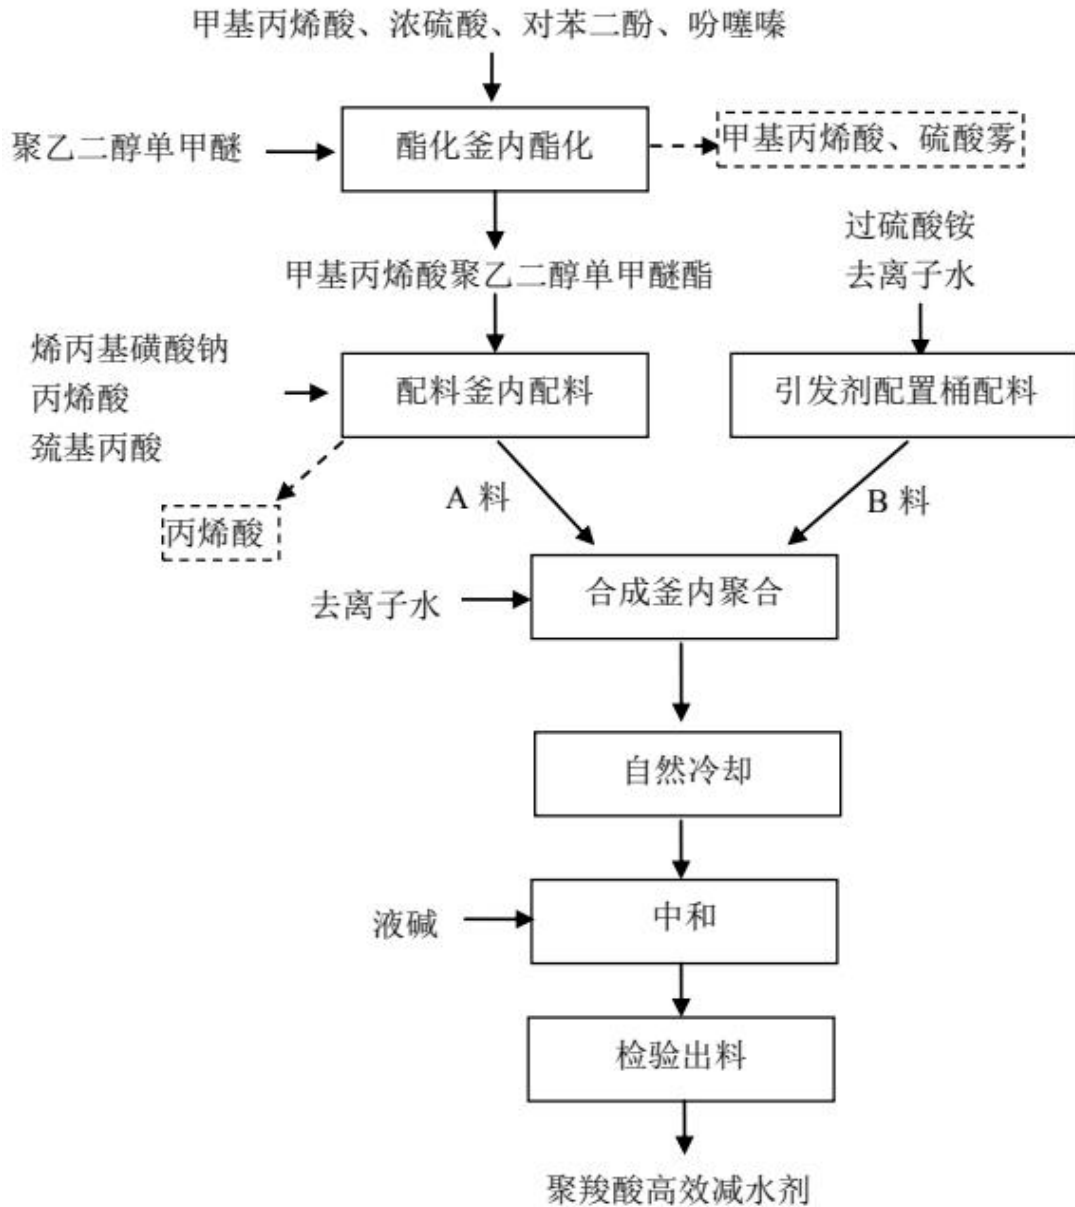 甲基丙烯酸、浓硫酸、对苯二酚、吩噻嗪
聚乙二醇单甲醚
酯化釜内酯化
甲基丙烯酸、硫酸雾
过硫酸铵
去离子水
甲基丙烯酸聚乙二醇单甲醚酯
烯丙基磺酸钠
丙烯酸
巯基丙酸
配料釜内配料
引发剂配置桶配料
A 料
B 料
丙烯酸
去离子水
合成釜内聚合
自然冷却
液碱
中和
检验出料
聚羧酸高效减水剂